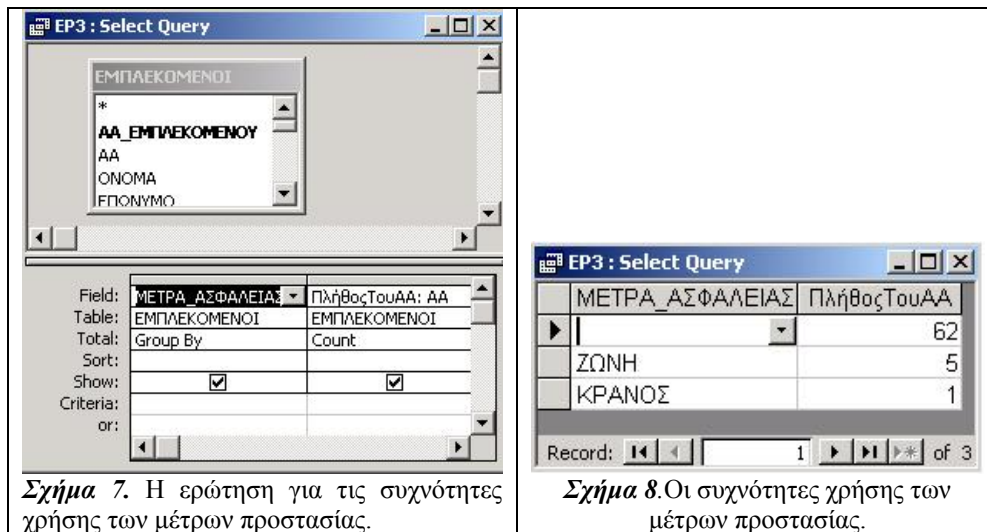 EP3 : Select Query
ΕΜΠΛΕΚΟΜΕΝΟΙ
*
ΑΑ_ΕΜΠΛΕΚΟΜΕΝΟΥ
ΑΑ
ΟΝΟΜΑ
ΕΠΟΝΥΜΟ
Field: ΜΕΤΡΑ_ΑΣΦΑΛΕΙΑΣ ΠλήθοςΤουΑΑ: ΑΑ
Table: ΕΜΠΛΕΚΟΜΕΝΟΙ ΕΜΠΛΕΚΟΜΕΝΟΙ
Total: Group By Count
Sort:
Show:
Criteria:
or:
Σχήμα 7. Η ερώτηση για τις συχνότητες
χρήσης των μέτρων προστασίας.
EP3 : Select Query
ΜΕΤΡΑ_ΑΣΦΑΛΕΙΑΣ ΠλήθοςΤουΑΑ
62
ΖΩΝΗ 5
ΚΡΑΝΟΣ 1
Record: 1 of 3
Σχήμα 8.Οι συχνότητες χρήσης των
μέτρων προστασίας.